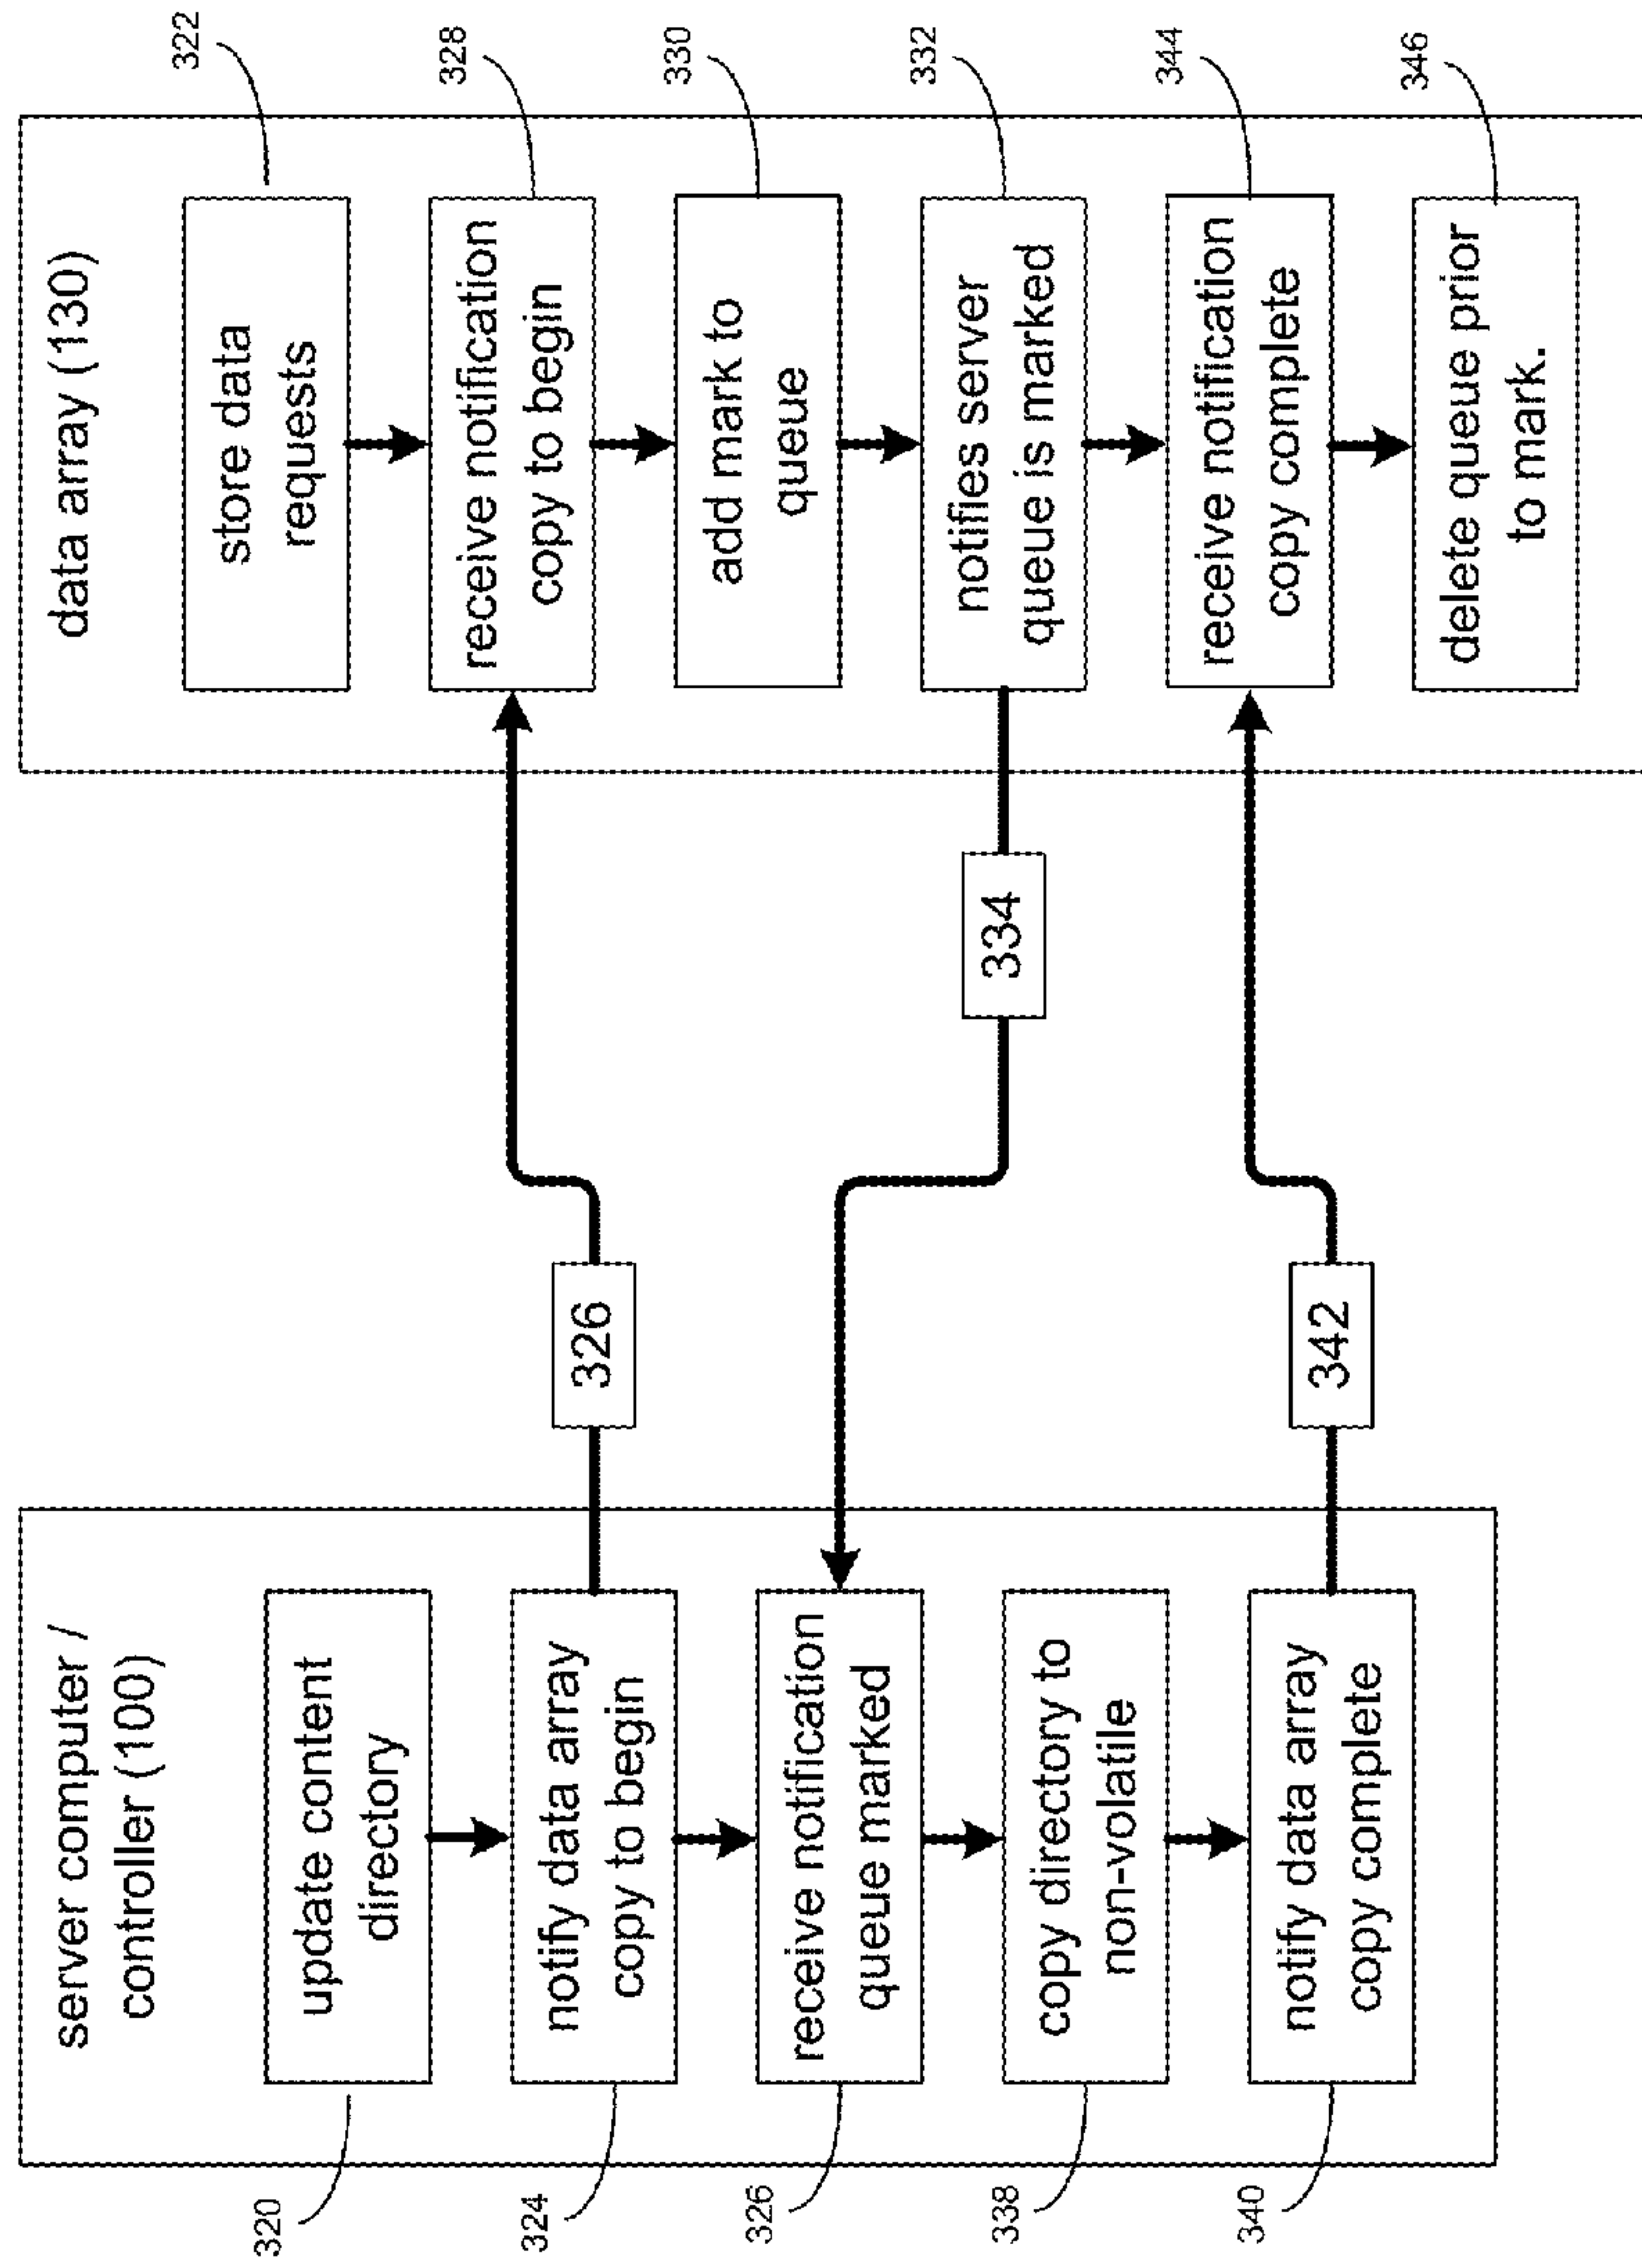 server computer /
controller (100)
320
update content
directory
324
notify data array
copy to begin
326
receive notification
queue marked
338
copy directory to
non-volatile
340
notify data array
copy complete
326
334
342
data array (130)
store data
requests
322
receive notification
copy to begin
328
add mark to
queue
330
notifies server
queue is marked
332
receive notification
copy complete
344
delete queue prior
to mark.
346